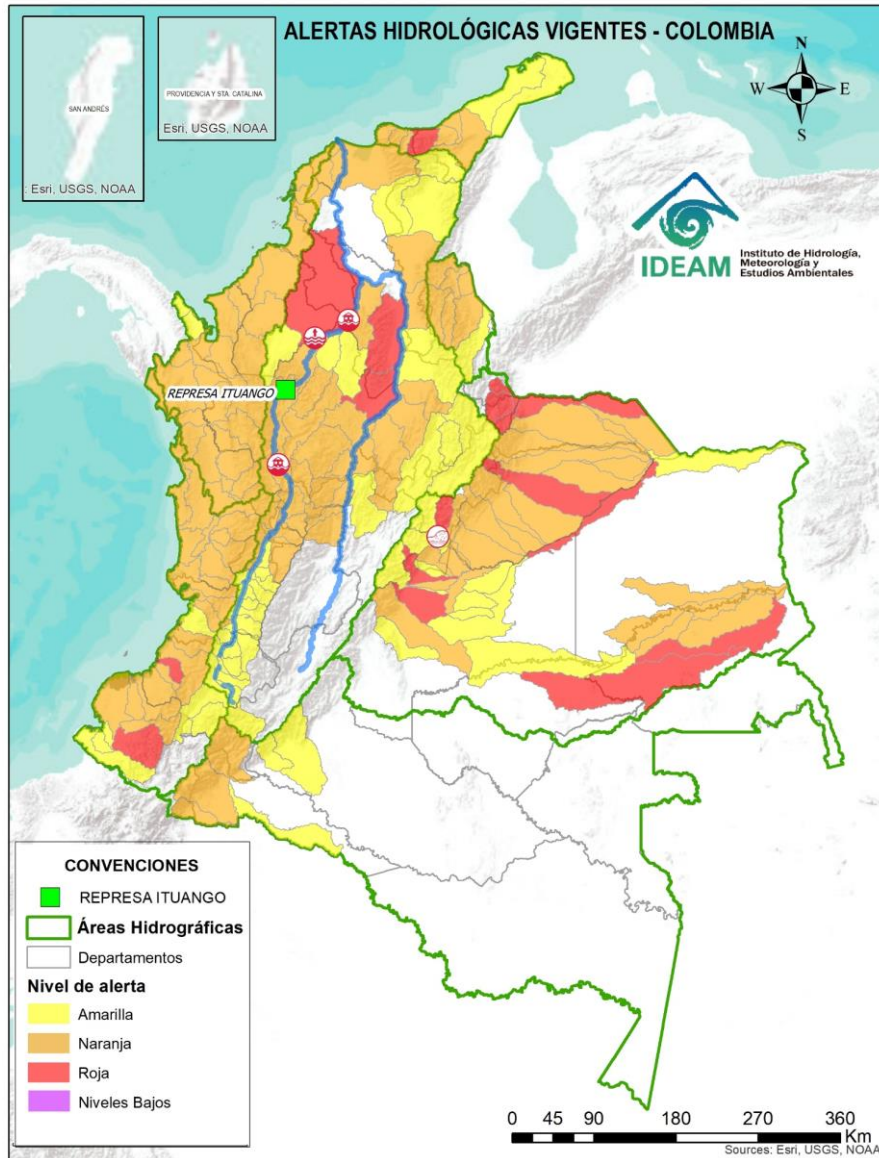 ALERTAS HIDROLÓGICAS VIGENTES - COLOMBIA
SAN ANDRÉS
: Esri, USGS, NOAA
PROVIDENCIA Y STA. CATALINA
Esri, USGS, NOAA
N
W
E
S
IDEAM
Instituto de Hidrología,
Meteorología y
Estudios Ambientales
REPRESA ITUANGO
CONVENCIONES
REPRESA ITUANGO
Áreas Hidrográficas
Departamentos
Nivel de alerta
Amarilla
Naranja
Roja
Niveles Bajos
0 45 90 180 270 360
Km
Sources: Esri, USGS, NOAA